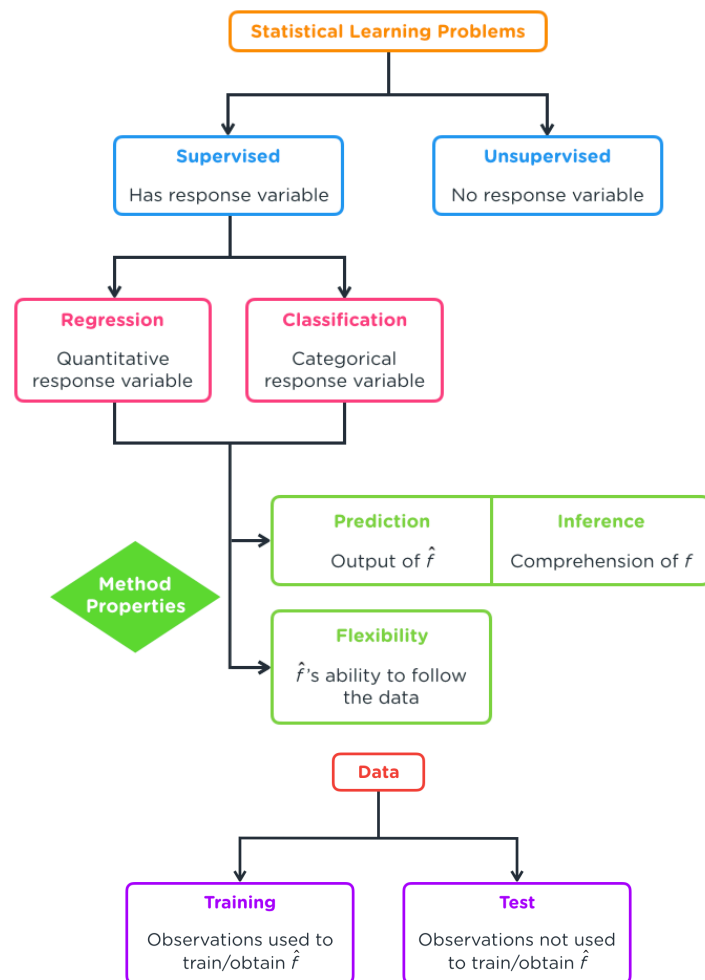 Statistical Learning Problems
Supervised
Has response variable
Unsupervised
No response variable
Regression
Quantitative
response variable
Classification
Categorical
response variable
Method
Properties
Prediction
Output of f̂
Inference
Comprehension of f
Flexibility
f̂'s ability to follow
the data
Data
Training
Observations used to
train/obtain f̂
Test
Observations not used
to train/obtain f̂